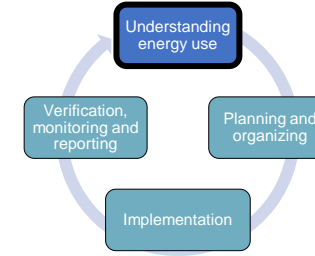 Understanding
energy use
Planning and
organizing
Implementation
Verification,
monitoring and
reporting